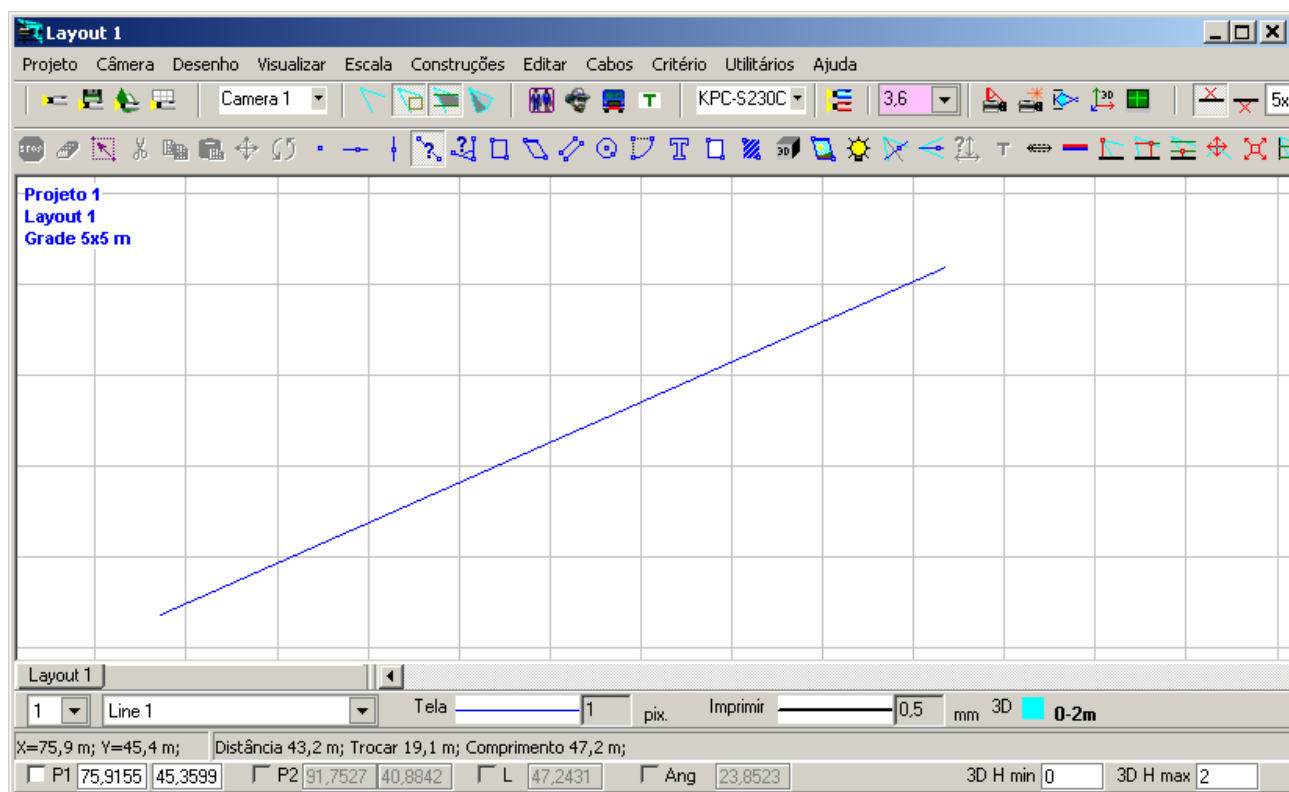 Layout 1
Projeto Câmera Desenho Visualizar Escala Construções Editar Cabos Critério Utilitários Ajuda
Camera 1 T KPC-S230C 3,6 3D 5x
STOP ? ? T 3D ? T
Projeto 1
Layout 1
Grade 5x5 m
Layout 1
1 Line 1 Tela 1 pix. Imprimir 0,5 mm 3D 0-2m
X=75,9 m; Y=45,4 m; Distância 43,2 m; Trocar 19,1 m; Comprimento 47,2 m;
P1 75,9155 45,3599 P2 91,7527 40,8842 L 47,2431 Ang 23,8523 3D H min 0 3D H max 2